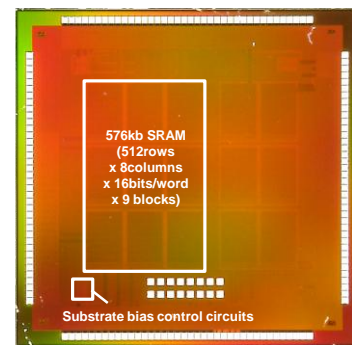 576kb SRAM
(512rows
x 8columns
x 16bits/word
x 9 blocks)
Substrate bias control circuits